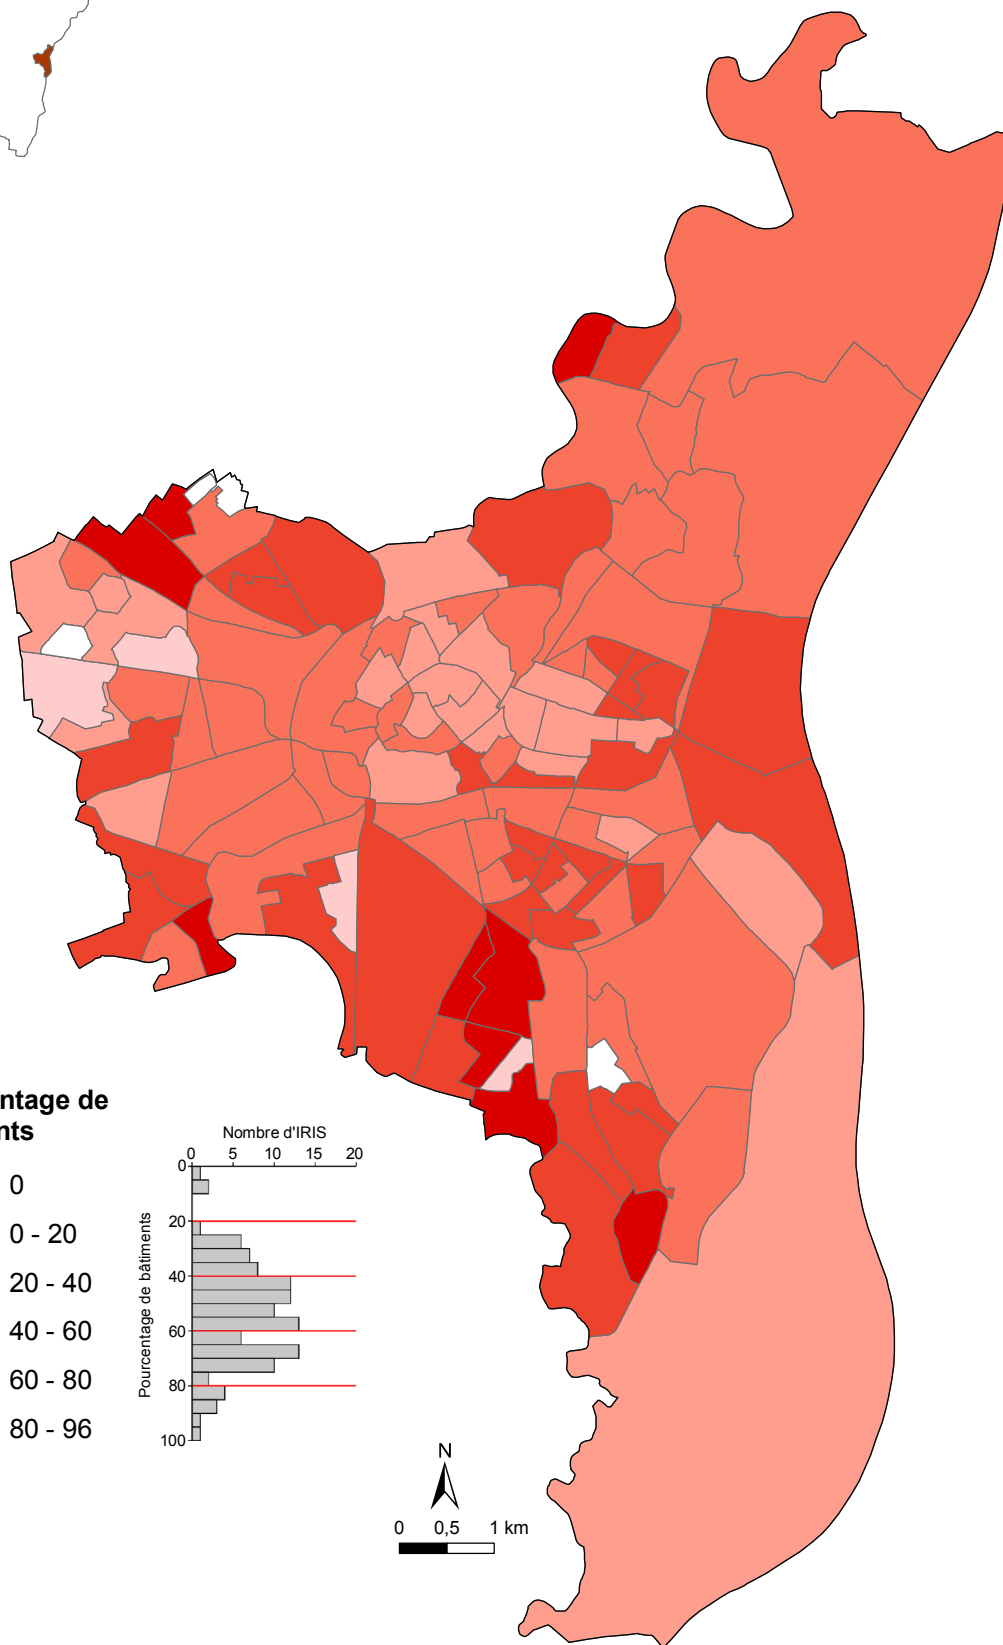 ntage de
nts
0
0 - 20
20 - 40
40 - 60
60 - 80
80 - 96
Nombre d'IRIS
0 5 10 15 20
Pourcentage de bâtiments
0
20
40
60
80
100
N
0 0,5 1 km